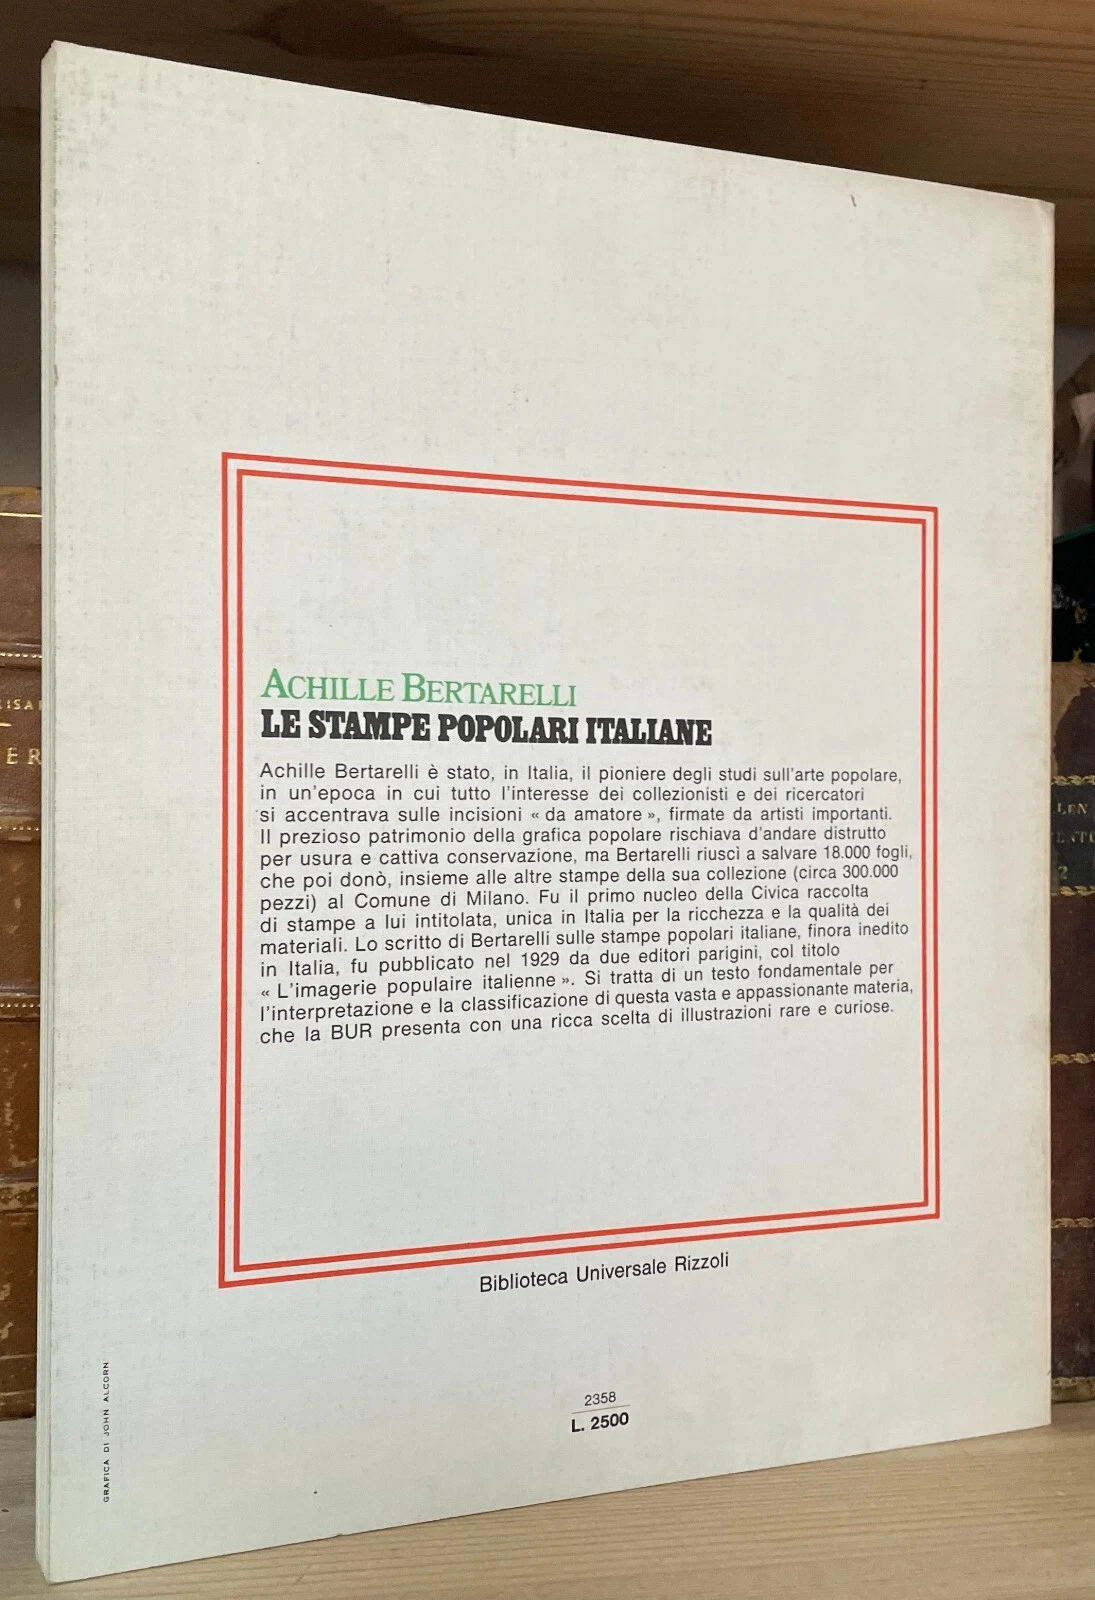 ACHILLE BERTARELLI
LE STAMPE POPOLARI ITALIANE
Achille Bertarelli è stato, in Italia, il pioniere degli studi sull'arte popolare,
in un'epoca in cui tutto l'interesse dei collezionisti e dei ricercatori
si accentrava sulle incisioni « da amatore », firmate da artisti importanti.
Il prezioso patrimonio della grafica popolare rischiava d'andare distrutto
per usura e cattiva conservazione, ma Bertarelli riuscì a salvare 18.000 fogli,
che poi donò, insieme alle altre stampe della sua collezione (circa 300.000
pezzi) al Comune di Milano. Fu il primo nucleo della Civica raccolta
di stampe a lui intitolata, unica in Italia per la ricchezza e la qualità dei
materiali. Lo scritto di Bertarelli sulle stampe popolari italiane, finora inedito
in Italia, fu pubblicato nel 1929 da due editori parigini, col titolo
« L'imagerie populaire italienne ». Si tratta di un testo fondamentale per
l'interpretazione e la classificazione di questa vasta e appassionante materia,
che la BUR presenta con una ricca scelta di illustrazioni rare e curiose.
Biblioteca Universale Rizzoli
2358
L. 2500
GRAFICA DI JOHN ALCORN